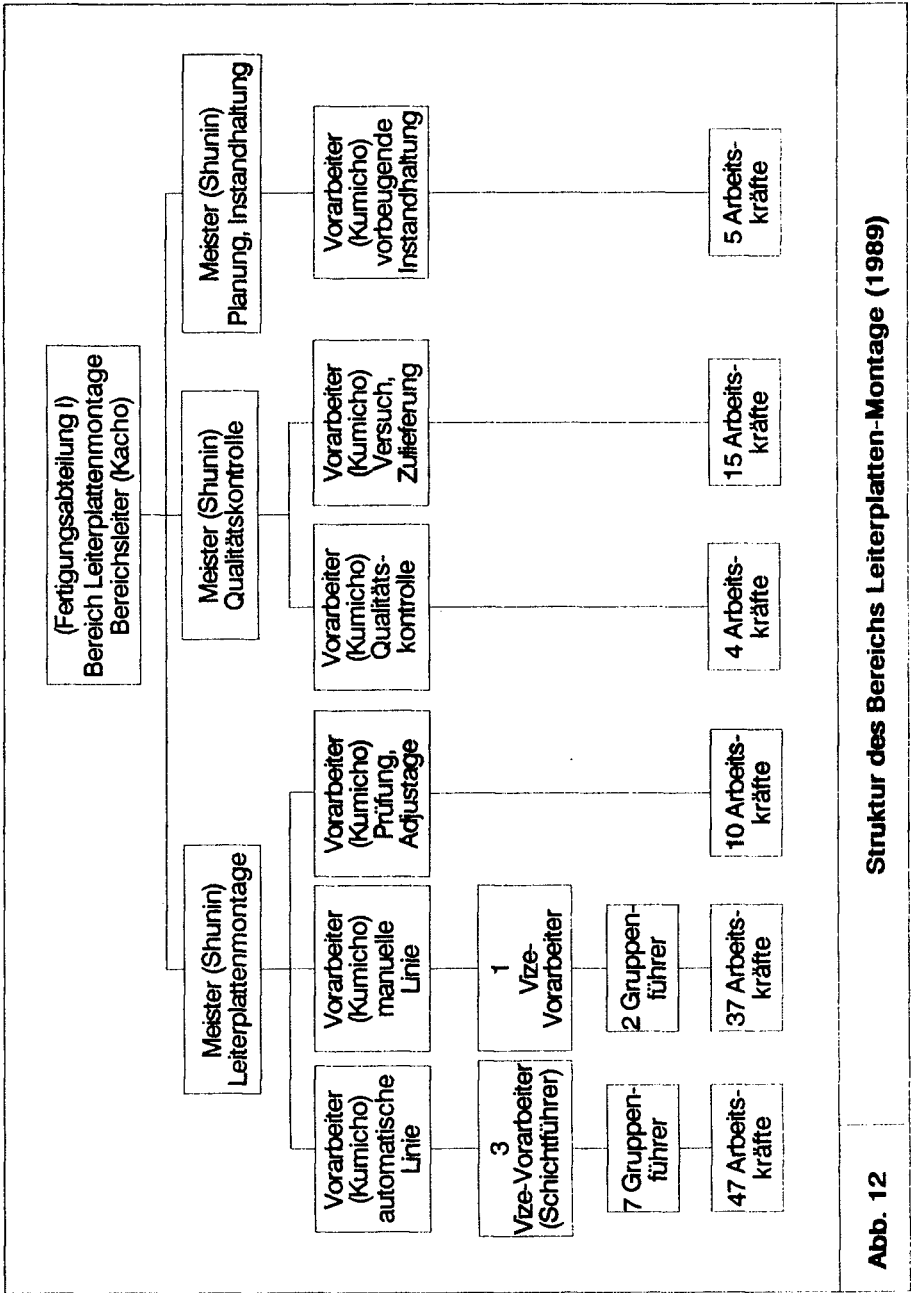 (Fertigungsabteilung I)
Bereich Leiterplattenmontage
Bereichsleiter (Kacho)
Meister (Shunin)
Leiterplattenmontage
Meister (Shunin)
Qualitätskontrolle
Meister (Shunin)
Planung, Instandhaltung
Vorarbeiter
(Kumicho)
automatische
Linie
Vorarbeiter
(Kumicho)
manuelle
Linie
Vorarbeiter
(Kumicho)
Prüfung,
Adjustage
Vorarbeiter
(Kumicho)
Qualitäts-
kontrolle
Vorarbeiter
(Kumicho)
Versuch,
Zulieferung
Vorarbeiter
(Kumicho)
vorbeugende
Instandhaltung
3
Vize-Vorarbeiter
(Schichtführer)
1
Vize-
Vorarbeiter
7 Gruppen-
führer
2 Gruppen-
führer
47 Arbeits-
kräfte
37 Arbeits-
kräfte
10 Arbeits-
kräfte
4 Arbeits-
kräfte
15 Arbeits-
kräfte
5 Arbeits-
kräfte
Abb. 12
Struktur des Bereichs Leiterplatten-Montage (1989)